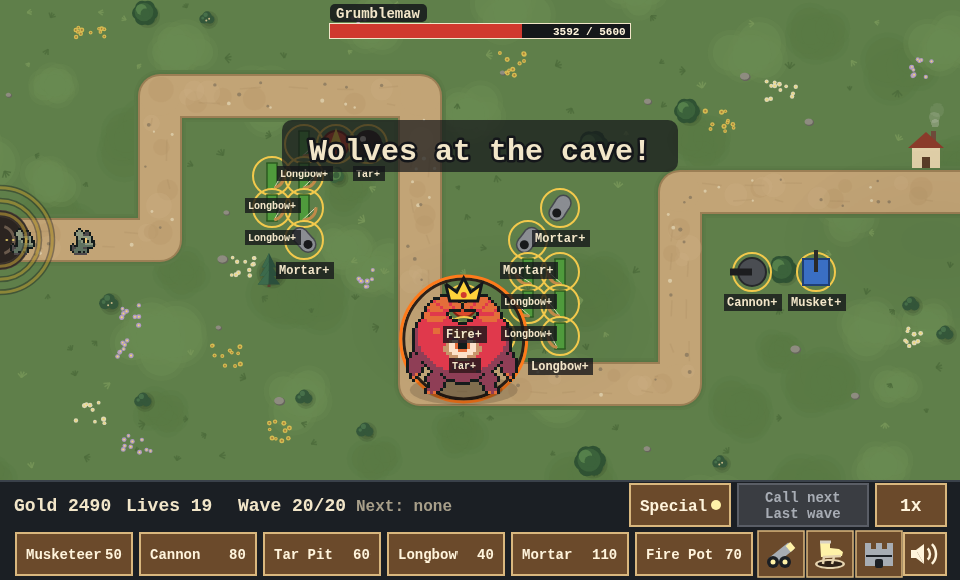 Grumblemaw
3592 / 5600
Wolves at the cave!
Longbow+
Tar+
Longbow+
Longbow+
Mortar+
Mortar+
Mortar+
Longbow+
Longbow+
Longbow+
Fire+
Tar+
Cannon+
Musket+
Gold 2490 Lives 19 Wave 20/20 Next: none
Special
Call next
Last wave
1x
Musketeer 50
Cannon 80
Tar Pit 60
Longbow 40
Mortar 110
Fire Pot 70